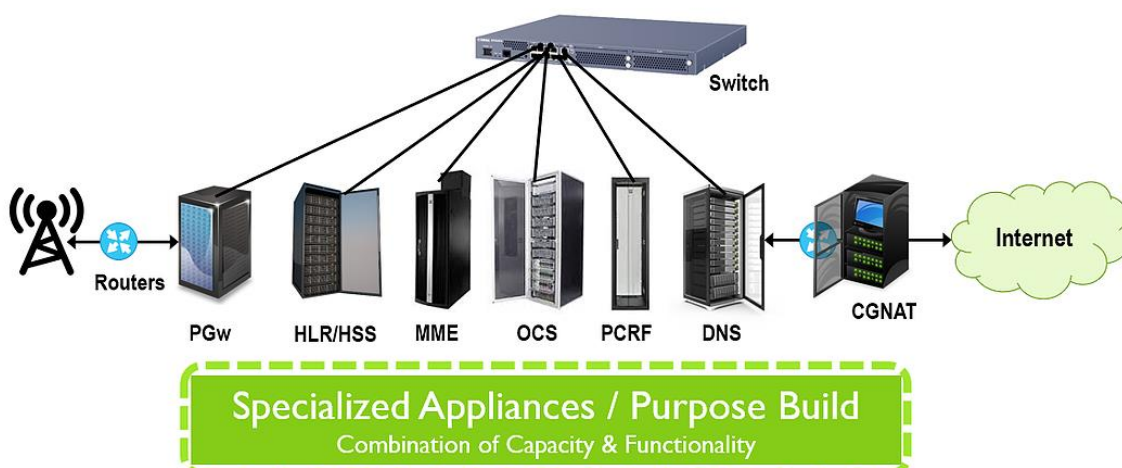 Switch
Routers
Internet
CGNAT
PGw
HLR/HSS
MME
OCS
PCRF
DNS
Specialized Appliances / Purpose Build
Combination of Capacity & Functionality